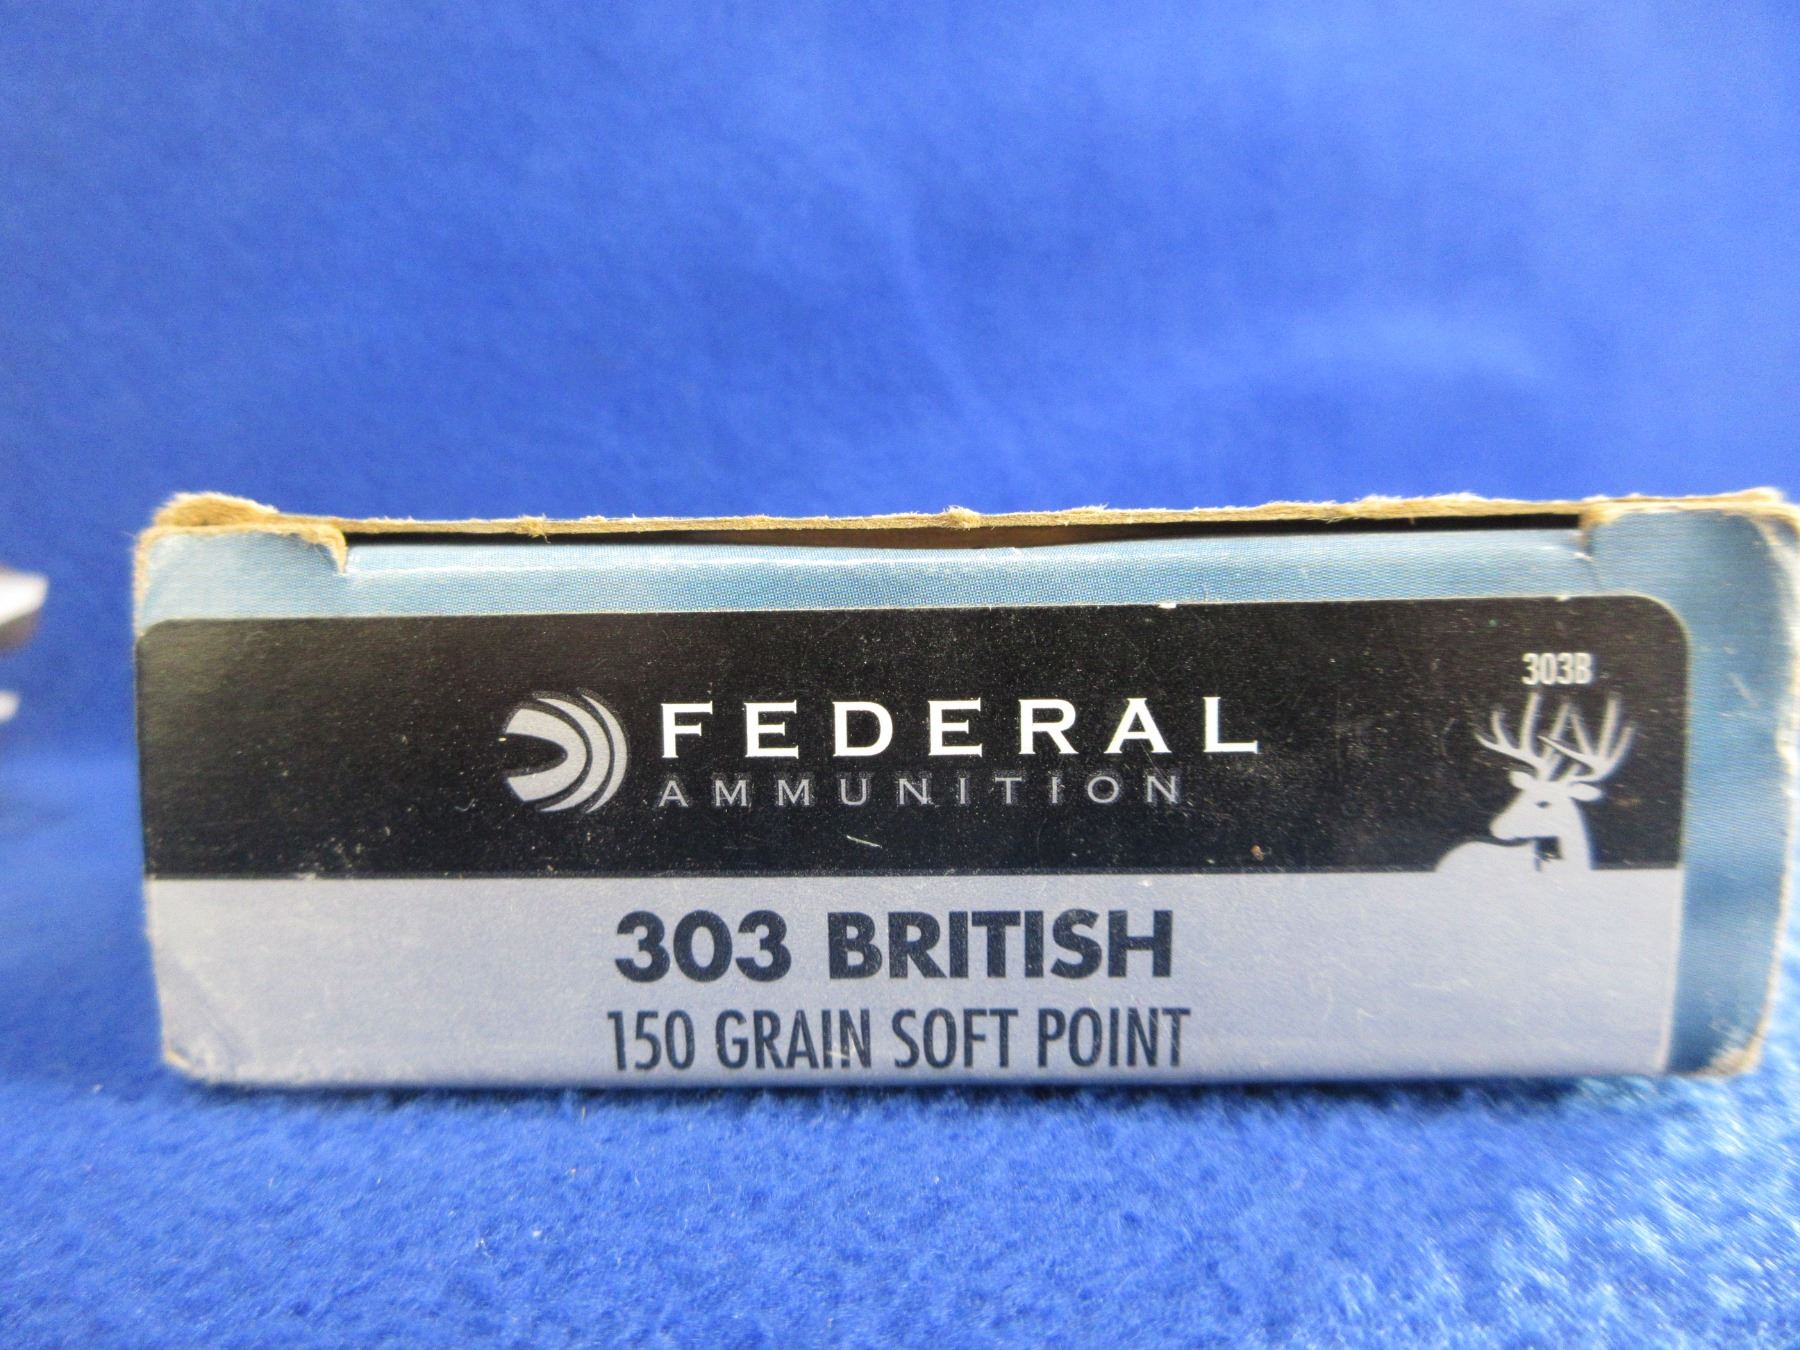 303B
FEDERAL
AMMUNITION
303 BRITISH
150 GRAIN SOFT POINT